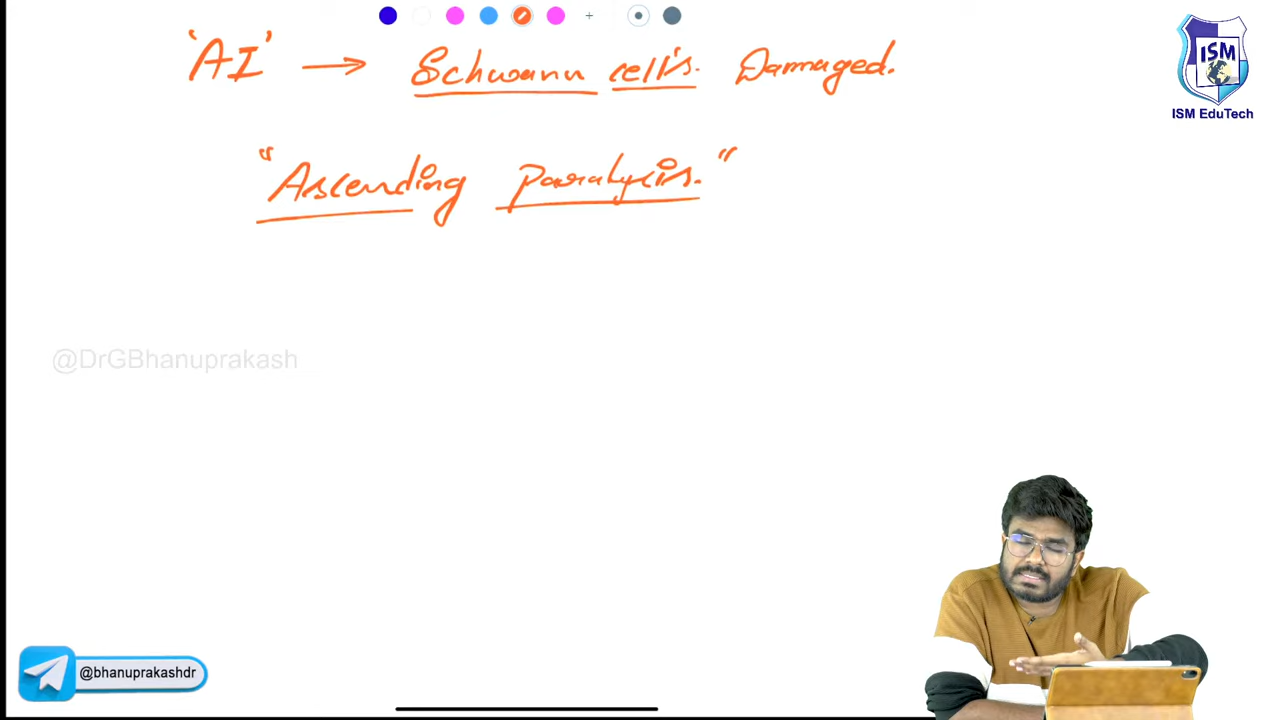 'AI' → Schwann cells. Damaged.
ISM
ISM EduTech
"Ascending paralysis."
@DrGBhanuprakash
@bhanuprakashdr